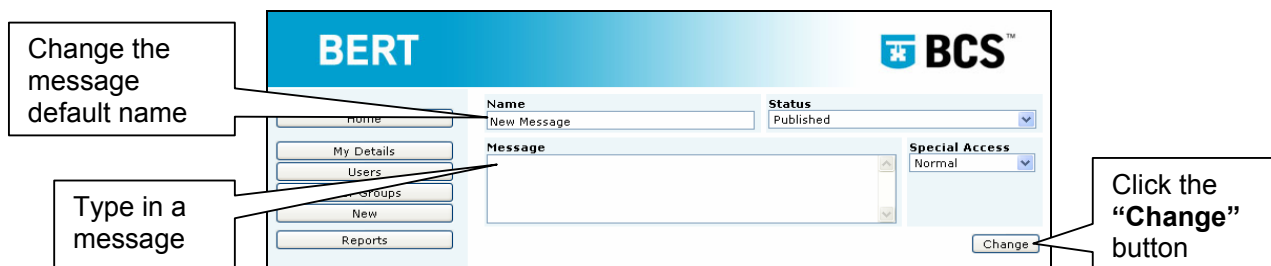 Change the
message
default name
BERT
BCS™
Name
New Message
Status
Published
Home
My Details
Users
Groups
New
Reports
Message
Special Access
Normal
Type in a
message
Change
Click the
“Change”
button